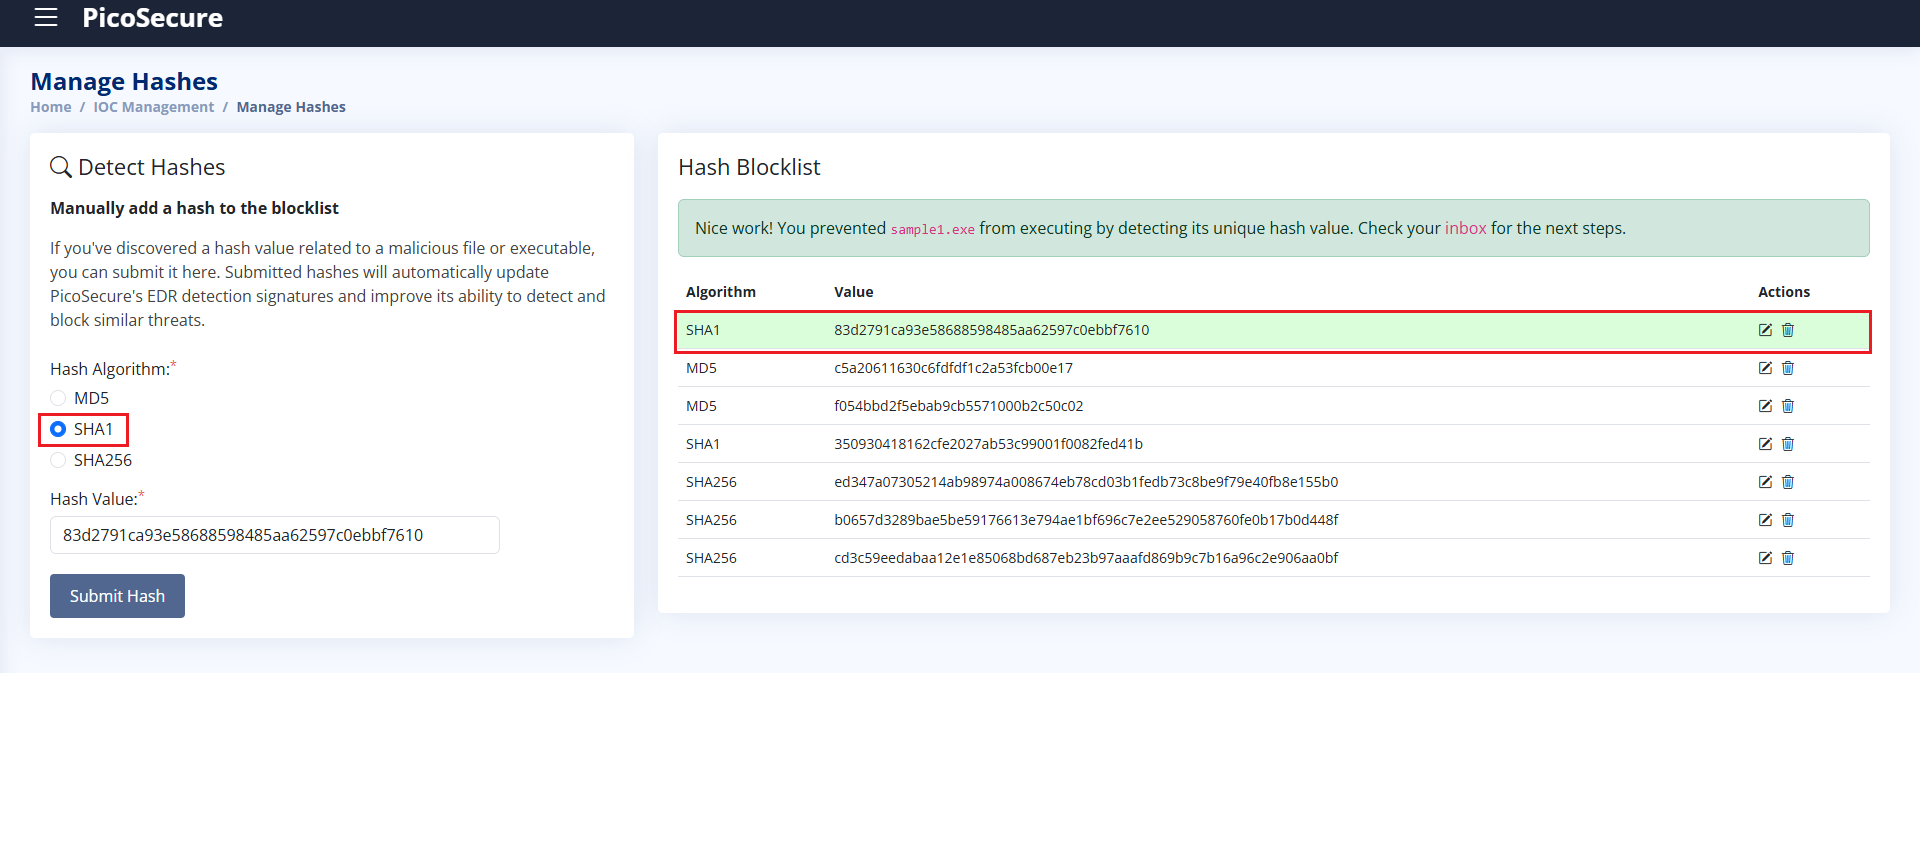 PicoSecure
Manage Hashes
Home / IOC Management / Manage Hashes
Detect Hashes
Manually add a hash to the blocklist
If you've discovered a hash value related to a malicious file or executable,
you can submit it here. Submitted hashes will automatically update
PicoSecure's EDR detection signatures and improve its ability to detect and
block similar threats.
Hash Algorithm:*
MD5
SHA1
SHA256
Hash Value:*
83d2791ca93e58688598485aa62597c0ebbf7610
Submit Hash
Hash Blocklist
Nice work! You prevented sample1.exe from executing by detecting its unique hash value. Check your inbox for the next steps.
Algorithm Value Actions
SHA1 83d2791ca93e58688598485aa62597c0ebbf7610
MD5 c5a20611630c6fdfdf1c2a53fcb00e17
MD5 f054bbd2f5ebab9cb5571000b2c50c02
SHA1 350930418162cfe2027ab53c99001f0082fed41b
SHA256 ed347a07305214ab98974a008674eb78cd03b1fedb73c8be9f79e40fb8e155b0
SHA256 b0657d3289bae5be59176613e794ae1bf696c7e2ee529058760fe0b17b0d448f
SHA256 cd3c59eedabaa12e1e85068bd687eb23b97aaafd869b9c7b16a96c2e906aa0bf